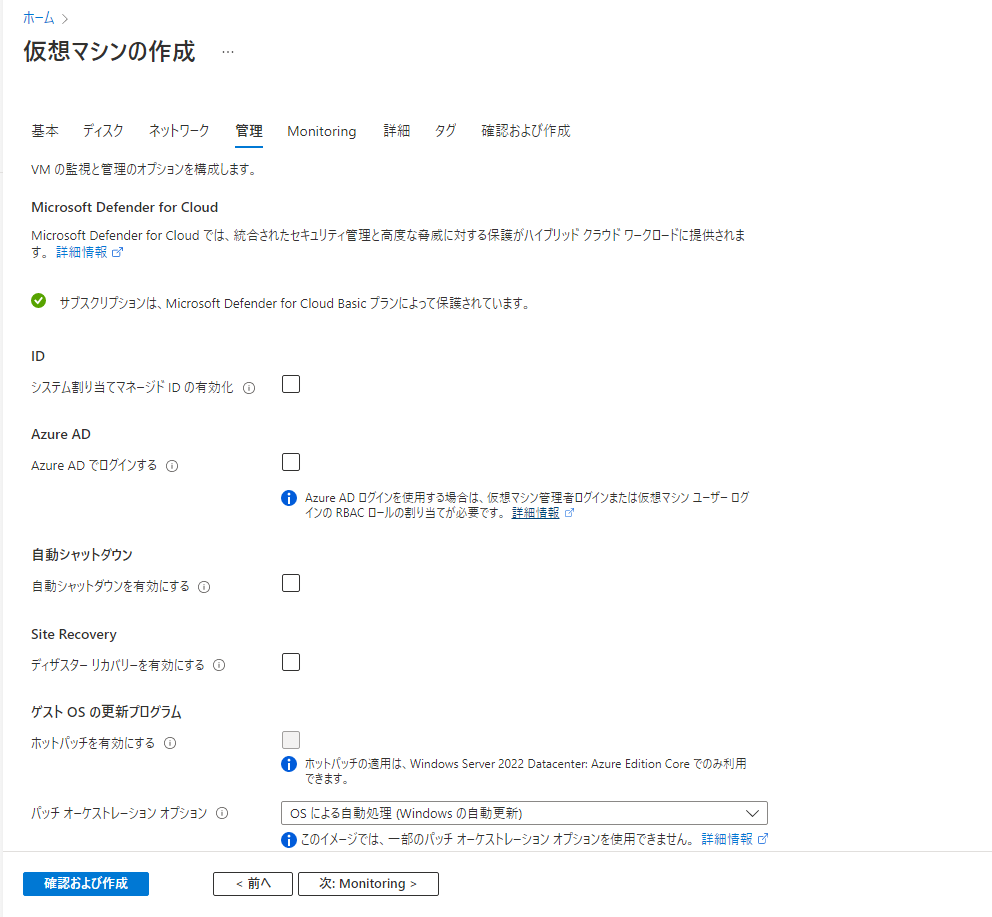 ホーム >
仮想マシンの作成 …
基本 ディスク ネットワーク 管理 Monitoring 詳細 タグ 確認および作成
VM の監視と管理のオプションを構成します。
Microsoft Defender for Cloud
Microsoft Defender for Cloud では、統合されたセキュリティ管理と高度な脅威に対する保護がハイブリッド クラウド ワークロードに提供されま
す。 詳細情報
サブスクリプションは、Microsoft Defender for Cloud Basic プランによって保護されています。
ID
システム割り当てマネージド ID の有効化
Azure AD
Azure AD でログインする
Azure AD ログインを使用する場合は、仮想マシン管理者ログインまたは仮想マシン ユーザー ログ
インの RBAC ロールの割り当てが必要です。 詳細情報
自動シャットダウン
自動シャットダウンを有効にする
Site Recovery
ディザスター リカバリーを有効にする
ゲスト OS の更新プログラム
ホットパッチを有効にする
ホットパッチの適用は、Windows Server 2022 Datacenter: Azure Edition Core でのみ利用
できます。
パッチ オーケストレーション オプション
OS による自動処理 (Windows の自動更新)
このイメージでは、一部のパッチ オーケストレーション オプションを使用できません。 詳細情報
確認および作成 < 前へ 次: Monitoring >